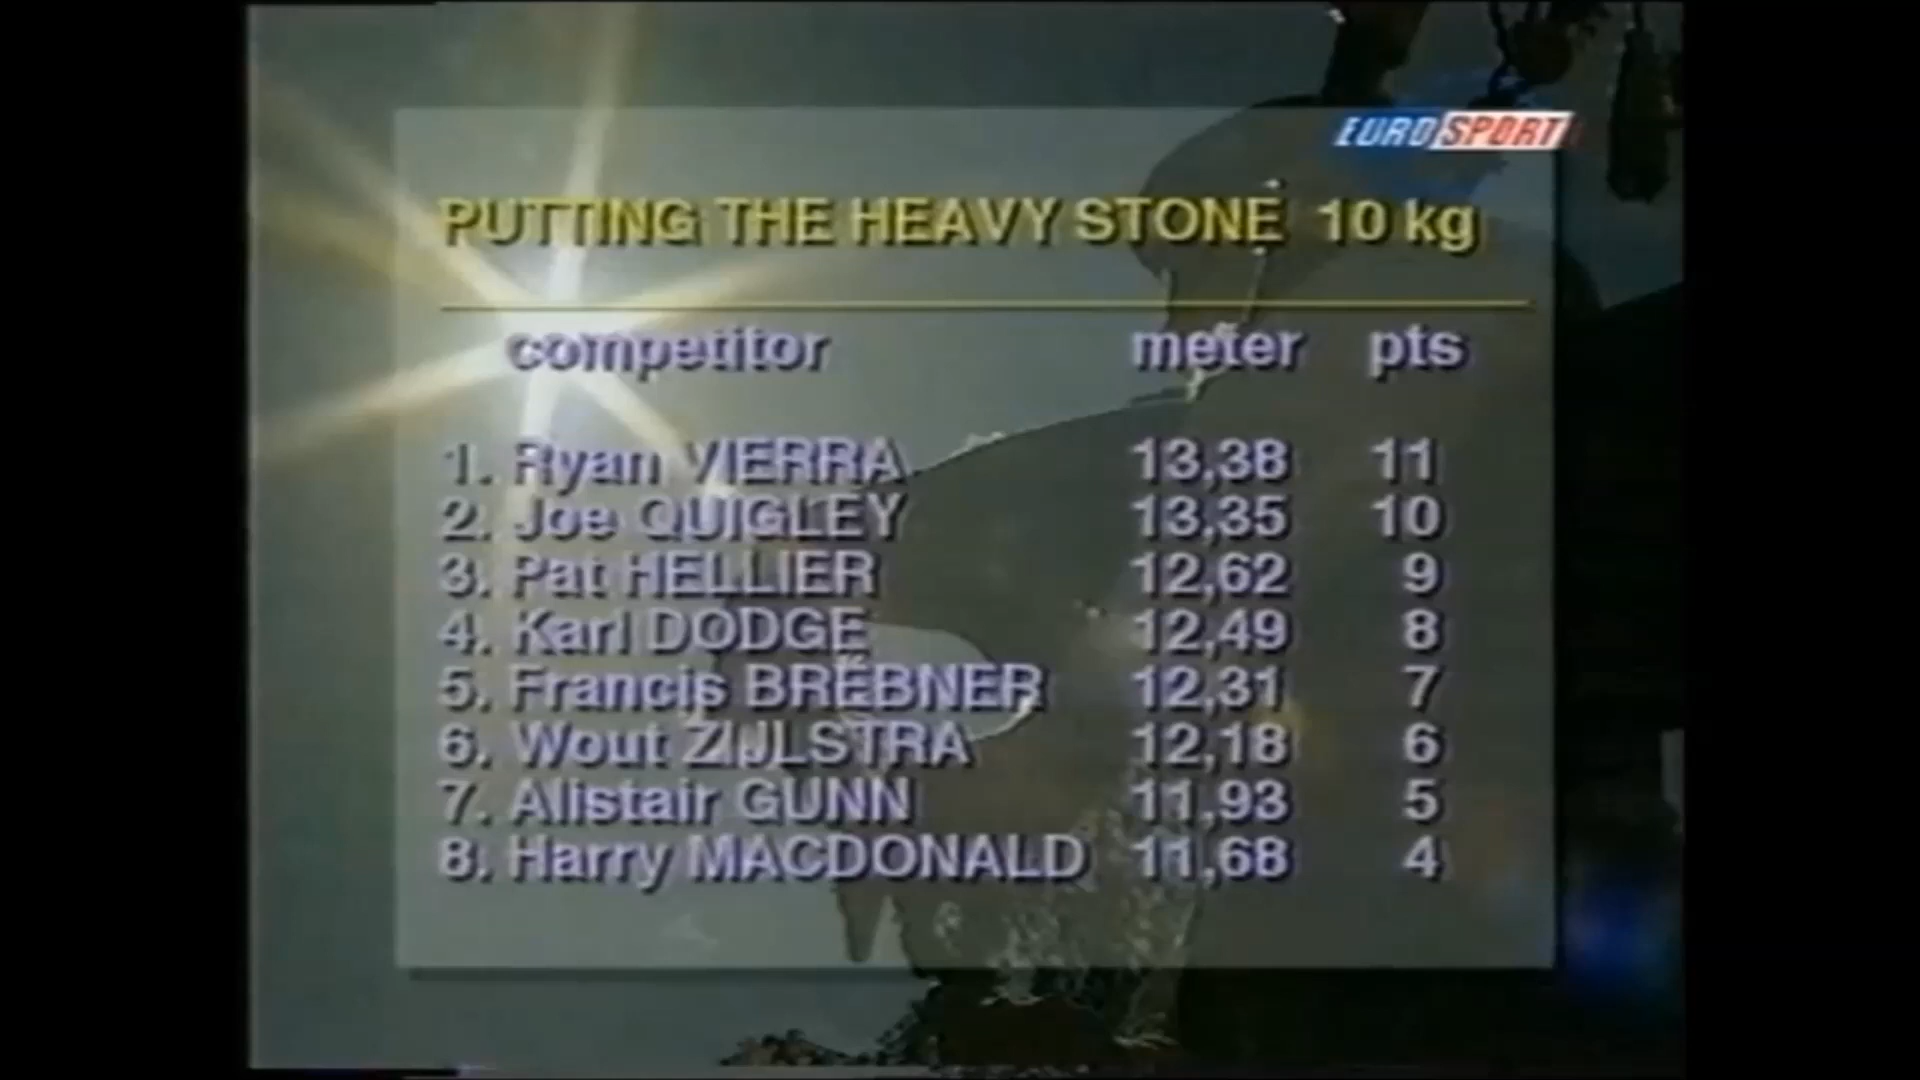 EUROSPORT
PUTTING THE HEAVY STONE 10 kg
competitor meter pts
1. Ryan VIERRA 13,38 11
2. Joe QUIGLEY 13,35 10
3. Pat HELLIER 12,62 9
4. Karl DODGE 12,49 8
5. Francis BREBNER 12,31 7
6. Wout ZIJLSTRA 12,18 6
7. Alistair GUNN 11,93 5
8. Harry MACDONALD 11,68 4